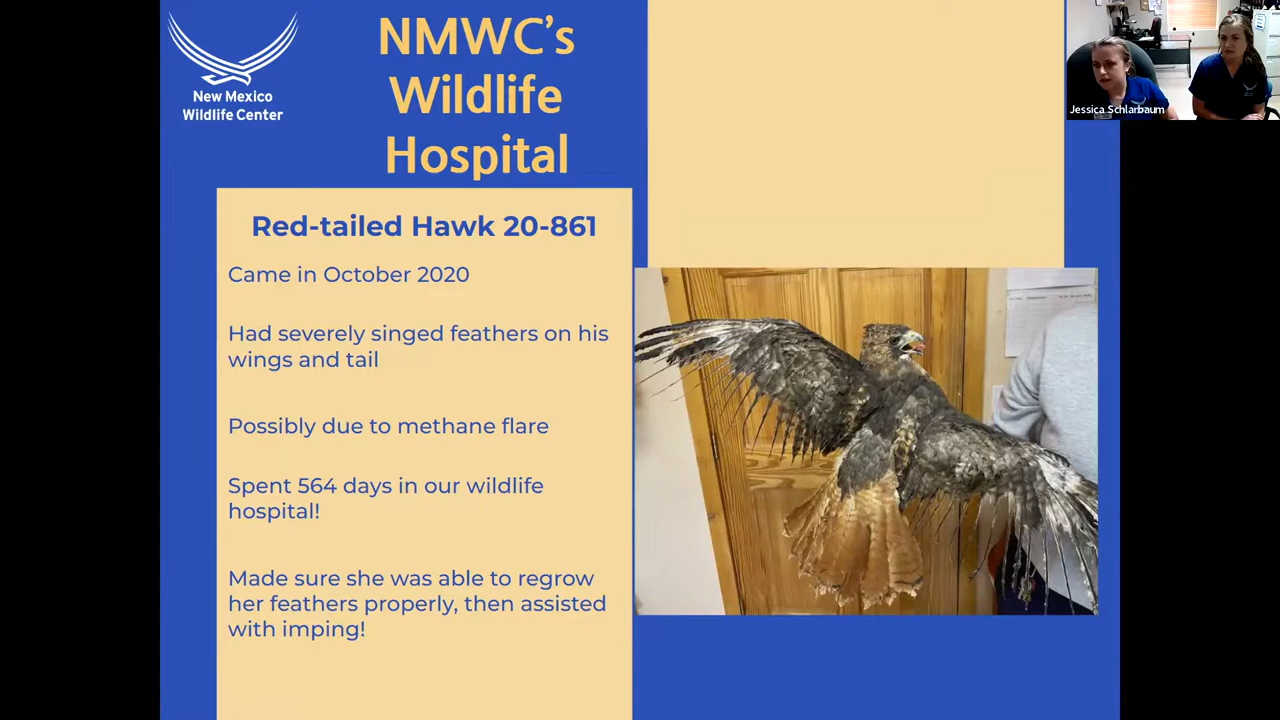 New Mexico
Wildlife Center
NMWC's
Wildlife
Hospital
Red-tailed Hawk 20-861
Came in October 2020
Had severely singed feathers on his
wings and tail
Possibly due to methane flare
Spent 564 days in our wildlife
hospital!
Made sure she was able to regrow
her feathers properly, then assisted
with imping!
Jessica Schlarbaum